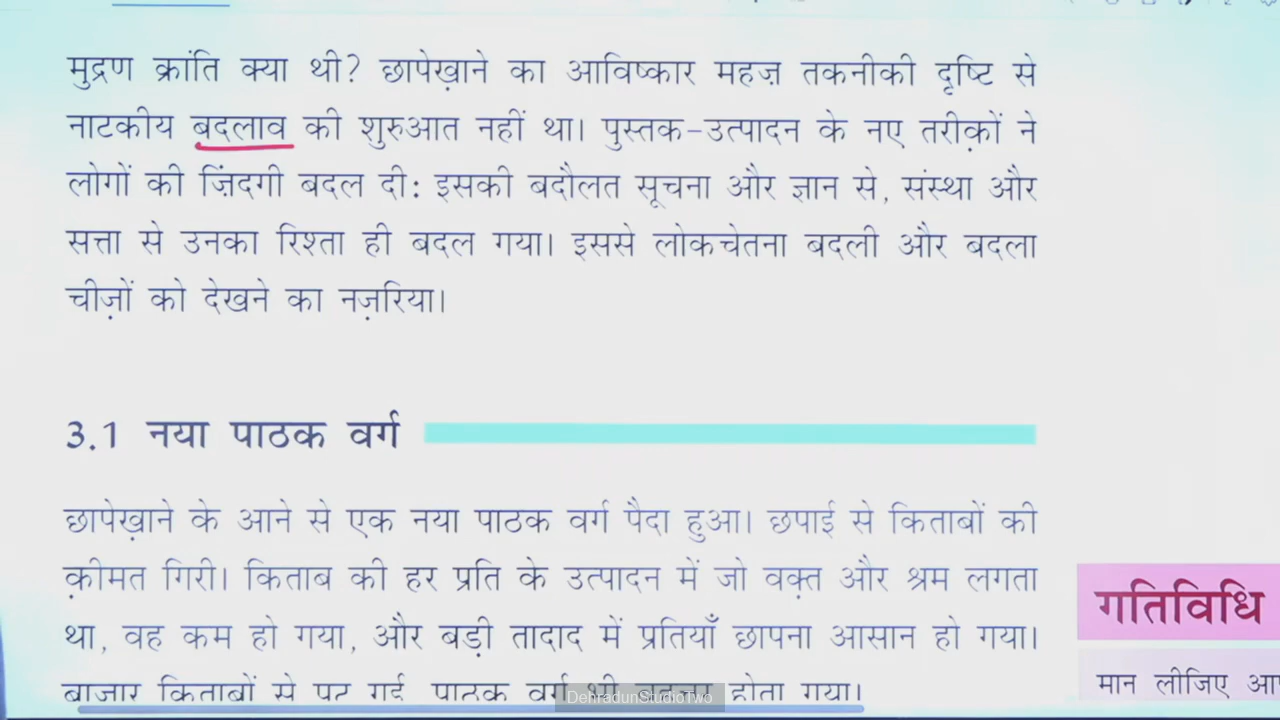 मुद्रण क्रांति क्या थी? छापेख़ाने का आविष्कार महज़ तकनीकी दृष्टि से
नाटकीय बदलाव की शुरुआत नहीं था। पुस्तक-उत्पादन के नए तरीक़ों ने
लोगों की ज़िंदगी बदल दी: इसकी बदौलत सूचना और ज्ञान से, संस्था और
सत्ता से उनका रिश्ता ही बदल गया। इससे लोकचेतना बदली और बदला
चीज़ों को देखने का नज़रिया।
3.1 नया पाठक वर्ग
छापेख़ाने के आने से एक नया पाठक वर्ग पैदा हुआ। छपाई से किताबों की
क़ीमत गिरी। किताब की हर प्रति के उत्पादन में जो वक़्त और श्रम लगता
था, वह कम हो गया, और बड़ी तादाद में प्रतियाँ छापना आसान हो गया।
बाज़ार किताबों से पट गई, पाठक वर्ग भी होता गया।
गतिविधि
मान लीजिए
DehradunStudioTwo